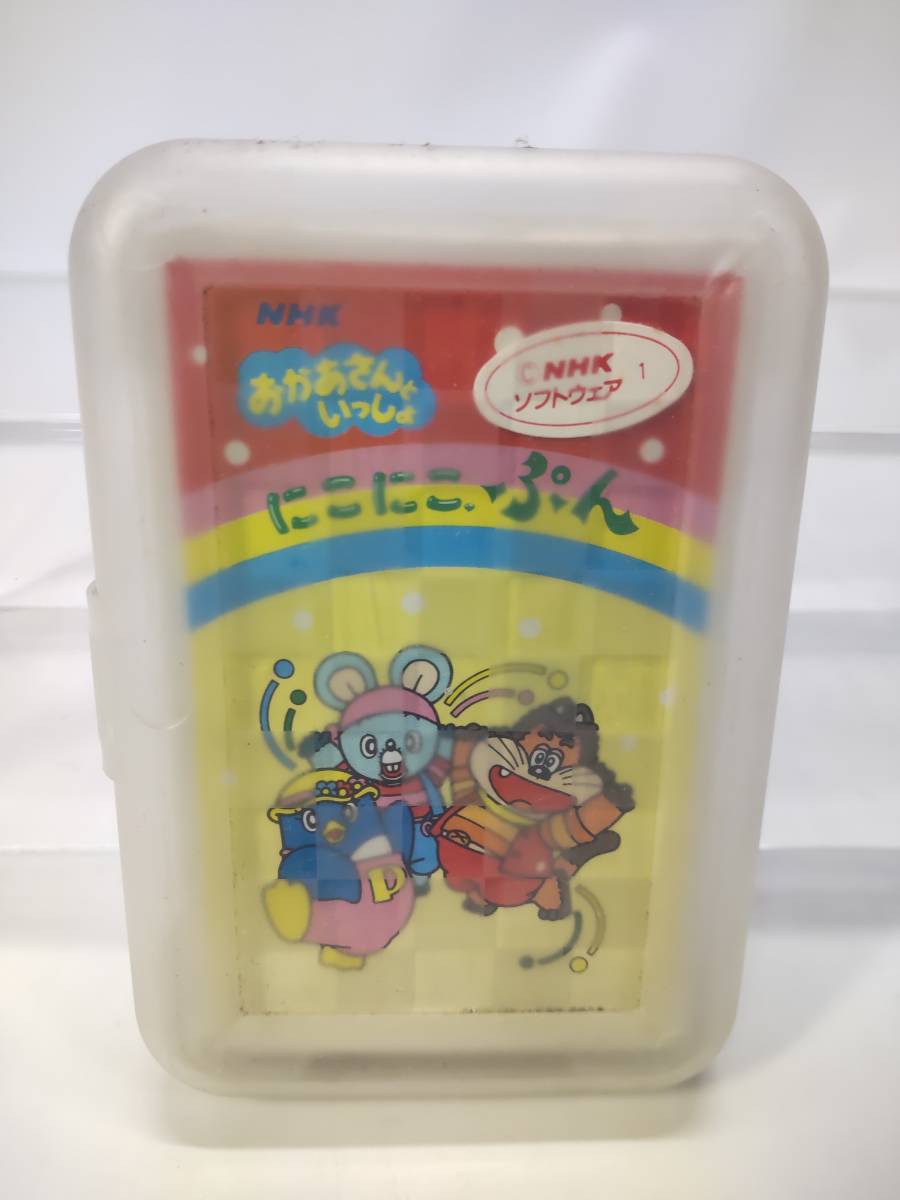 NHK
おかあさんと
いっしょ
©NHK 1
ソフトウェア
にこにこ、ぷん
P